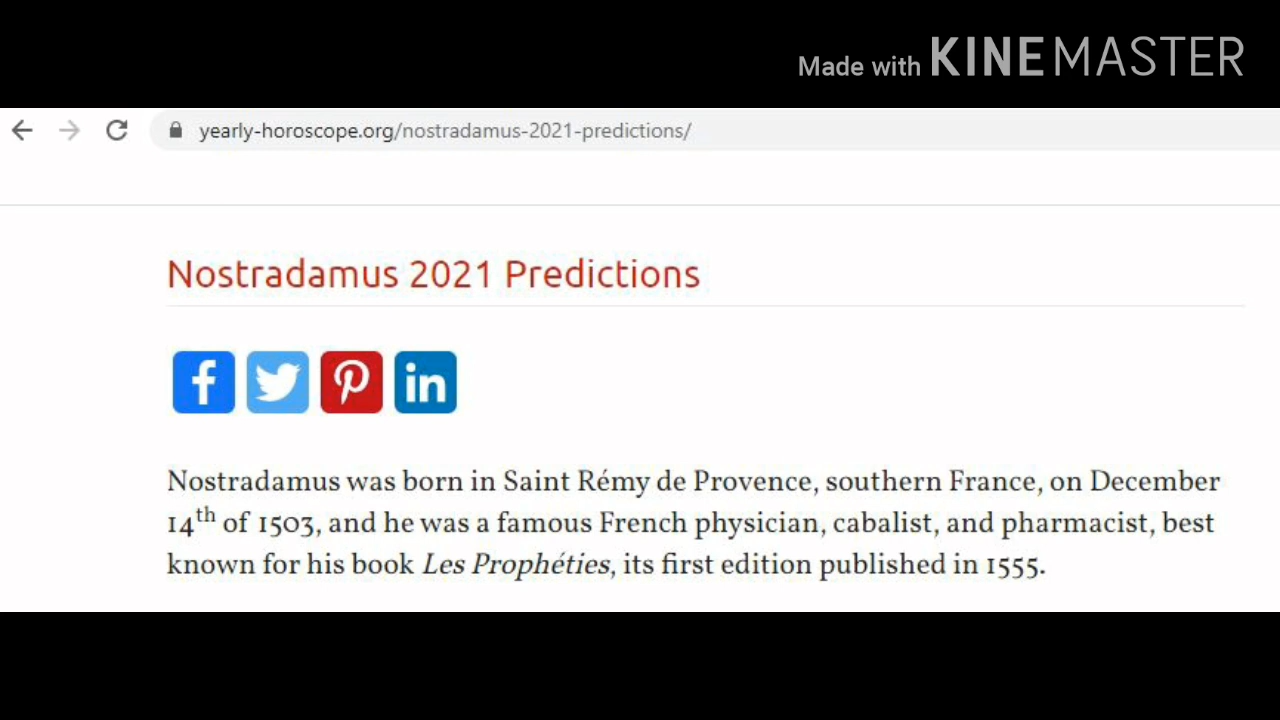 Made with KINEMASTER
yearly-horoscope.org/nostradamus-2021-predictions/
Nostradamus 2021 Predictions
f in
Nostradamus was born in Saint Rémy de Provence, southern France, on December
14th of 1503, and he was a famous French physician, cabalist, and pharmacist, best
known for his book Les Prophéties, its first edition published in 1555.